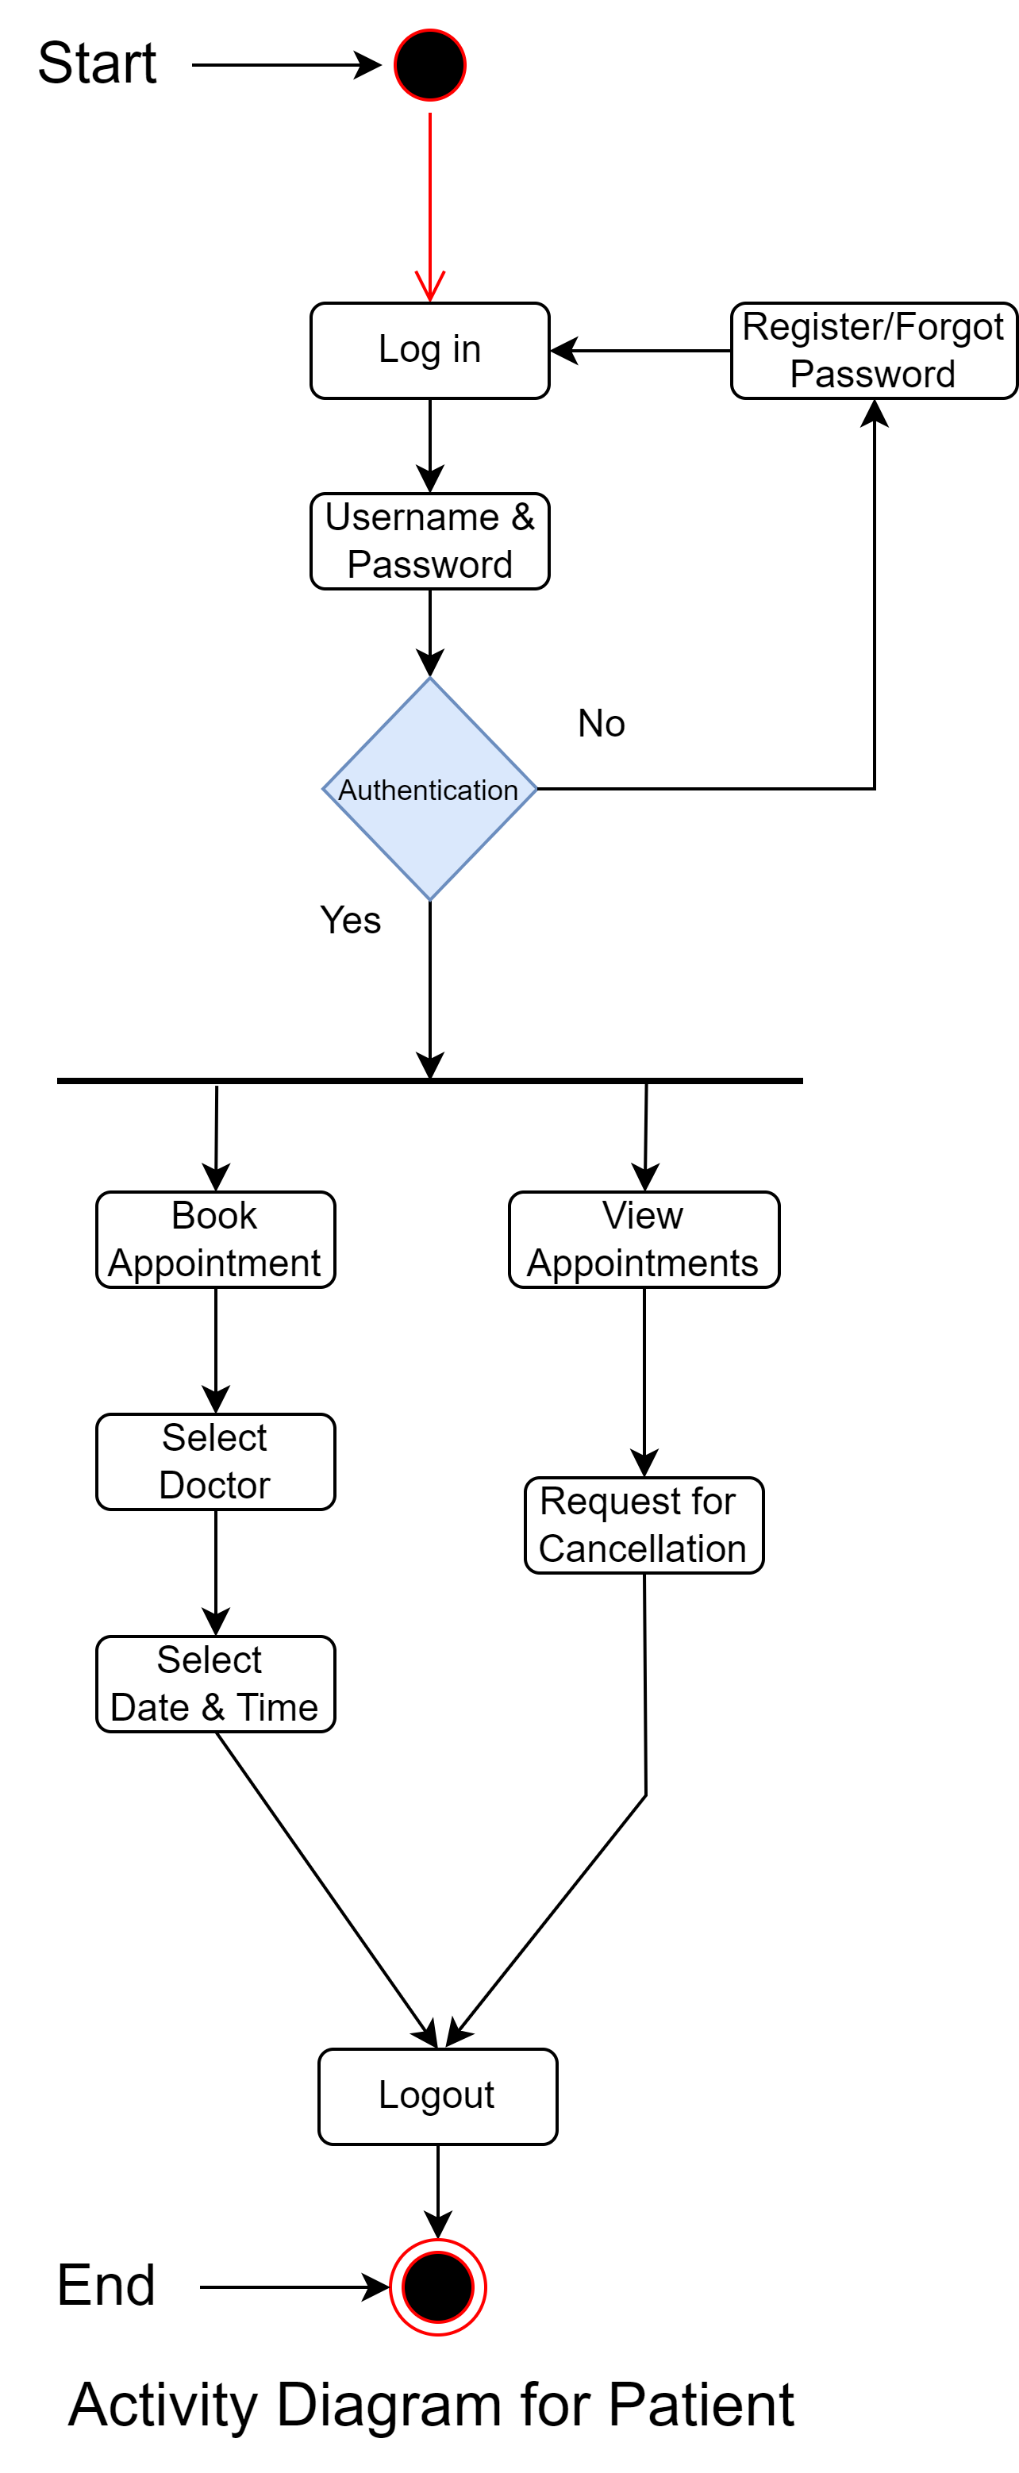 Start
Log in
Register/Forgot
Password
Username &
Password
No
Authentication
Yes
Book
Appointment
View
Appointments
Select
Doctor
Request for
Cancellation
Select
Date & Time
Logout
End
Activity Diagram for Patient